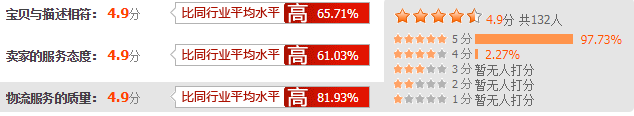 宝贝与描述相符： 4.9分 比同行业平均水平 高 65.71%
卖家的服务态度： 4.9分 比同行业平均水平 高 61.03%
物流服务的质量： 4.9分 比同行业平均水平 高 81.93%
4.9分 共132人
5 分 97.73%
4 分 2.27%
3 分 暂无人打分
2 分 暂无人打分
1 分 暂无人打分